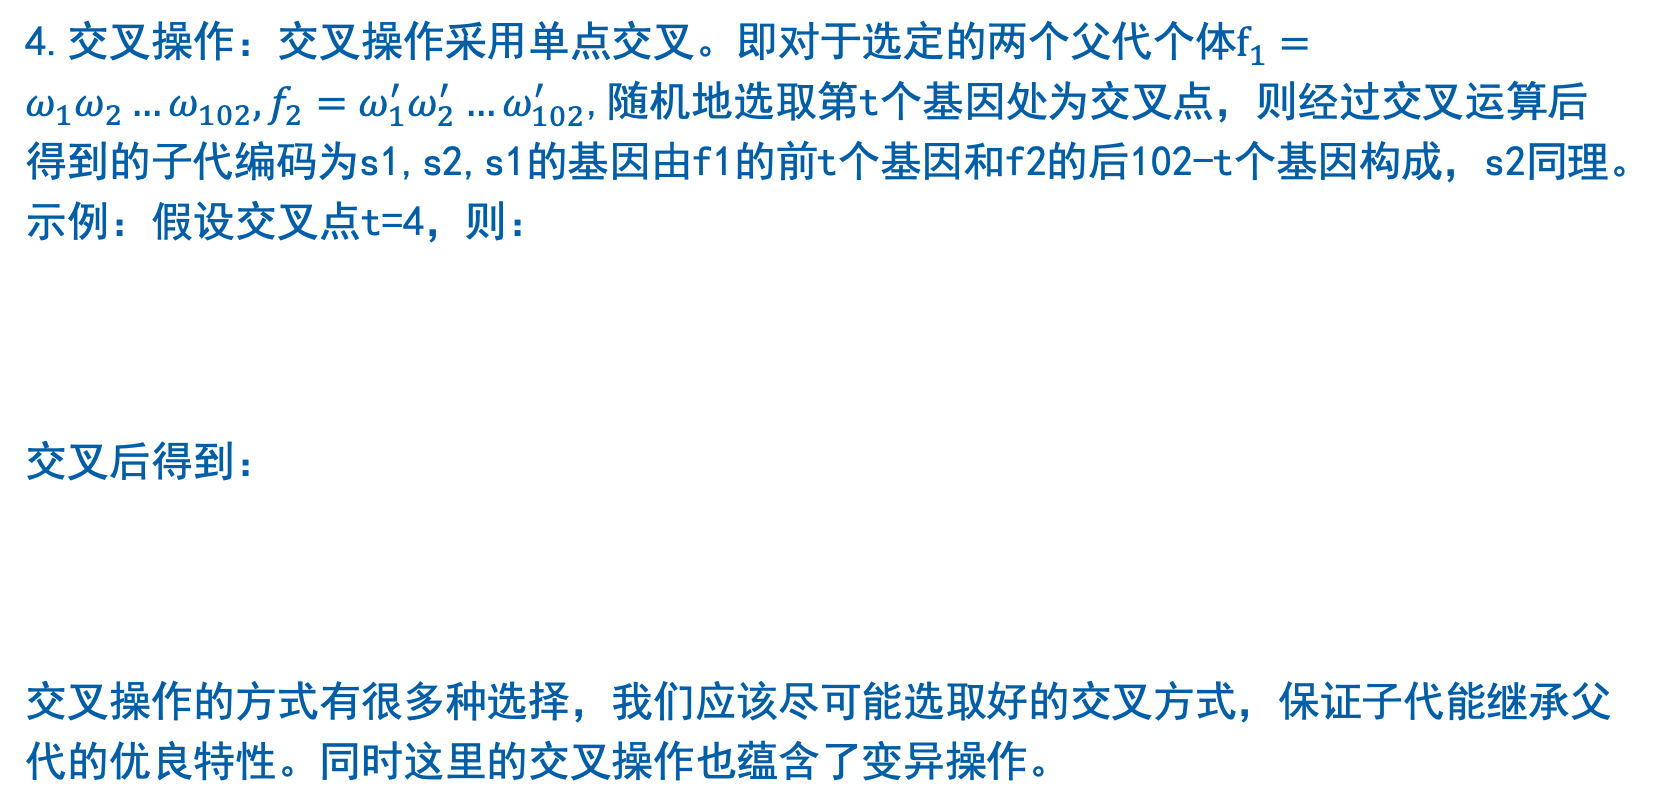 4. 交叉操作：交叉操作采用单点交叉。即对于选定的两个父代个体f₁ =
ω₁ω₂ … ω₁₀₂, f₂ = ω₁′ω₂′ … ω₁₀₂′, 随机地选取第t个基因处为交叉点，则经过交叉运算后
得到的子代编码为s1, s2, s1的基因由f1的前t个基因和f2的后102-t个基因构成，s2同理。
示例：假设交叉点t=4，则：
交叉后得到：
交叉操作的方式有很多种选择，我们应该尽可能选取好的交叉方式，保证子代能继承父
代的优良特性。同时这里的交叉操作也蕴含了变异操作。